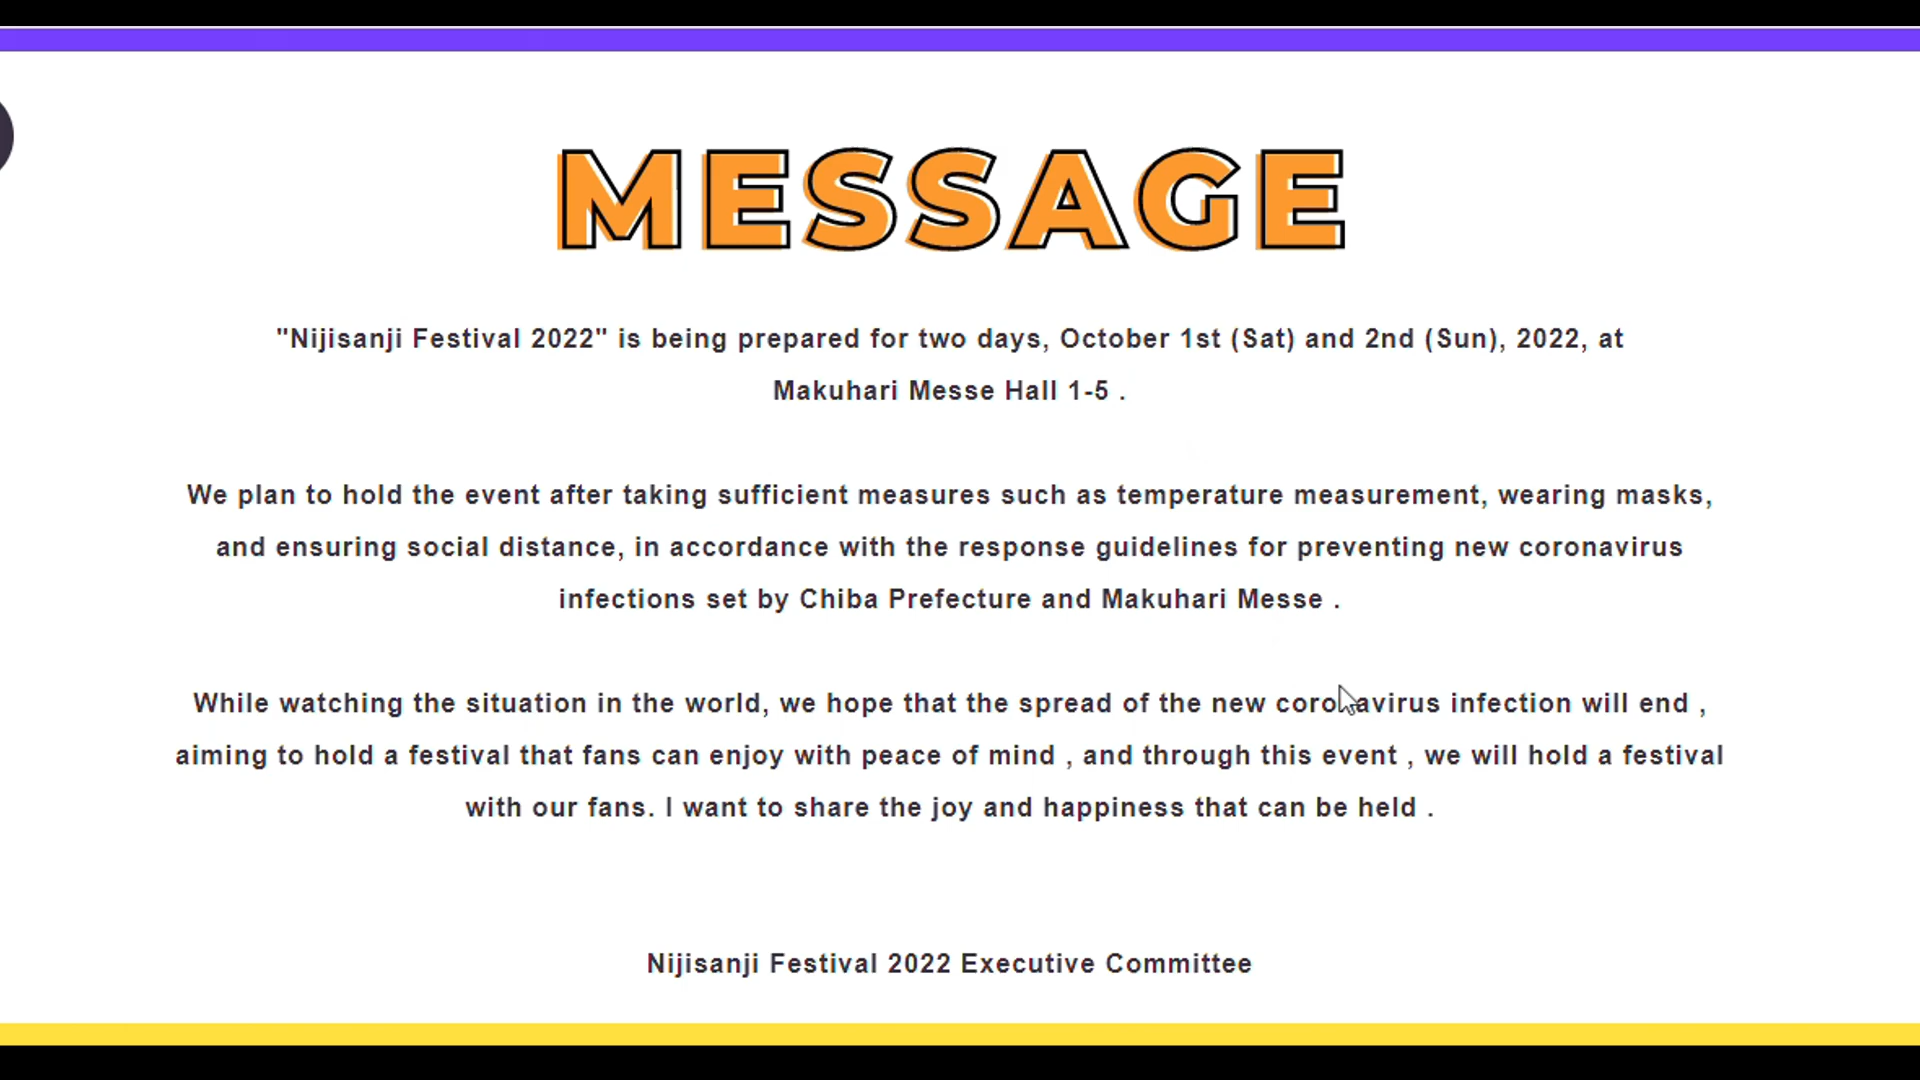 MESSAGE
"Nijisanji Festival 2022" is being prepared for two days, October 1st (Sat) and 2nd (Sun), 2022, at
Makuhari Messe Hall 1-5 .
We plan to hold the event after taking sufficient measures such as temperature measurement, wearing masks,
and ensuring social distance, in accordance with the response guidelines for preventing new coronavirus
infections set by Chiba Prefecture and Makuhari Messe .
While watching the situation in the world, we hope that the spread of the new coronavirus infection will end ,
aiming to hold a festival that fans can enjoy with peace of mind , and through this event , we will hold a festival
with our fans. I want to share the joy and happiness that can be held .
Nijisanji Festival 2022 Executive Committee